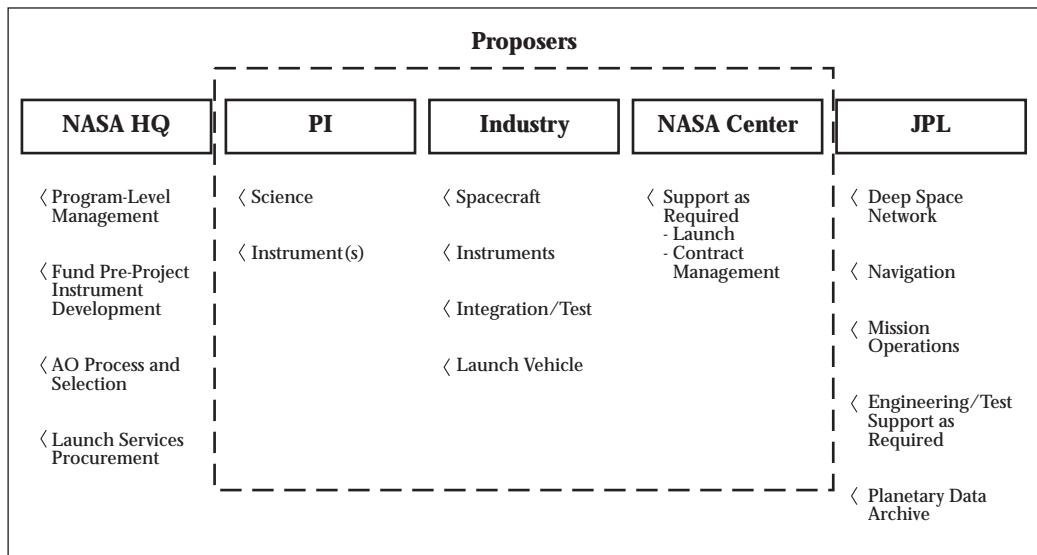 Proposers
NASA HQ
PI
Industry
NASA Center
JPL
〈 Program-Level
Management
〈 Fund Pre-Project
Instrument
Development
〈 AO Process and
Selection
〈 Launch Services
Procurement
〈 Science
〈 Instrument(s)
〈 Spacecraft
〈 Instruments
〈 Integration/Test
〈 Launch Vehicle
〈 Support as
Required
- Launch
- Contract
Management
〈 Deep Space
Network
〈 Navigation
〈 Mission
Operations
〈 Engineering/Test
Support as
Required
〈 Planetary Data
Archive